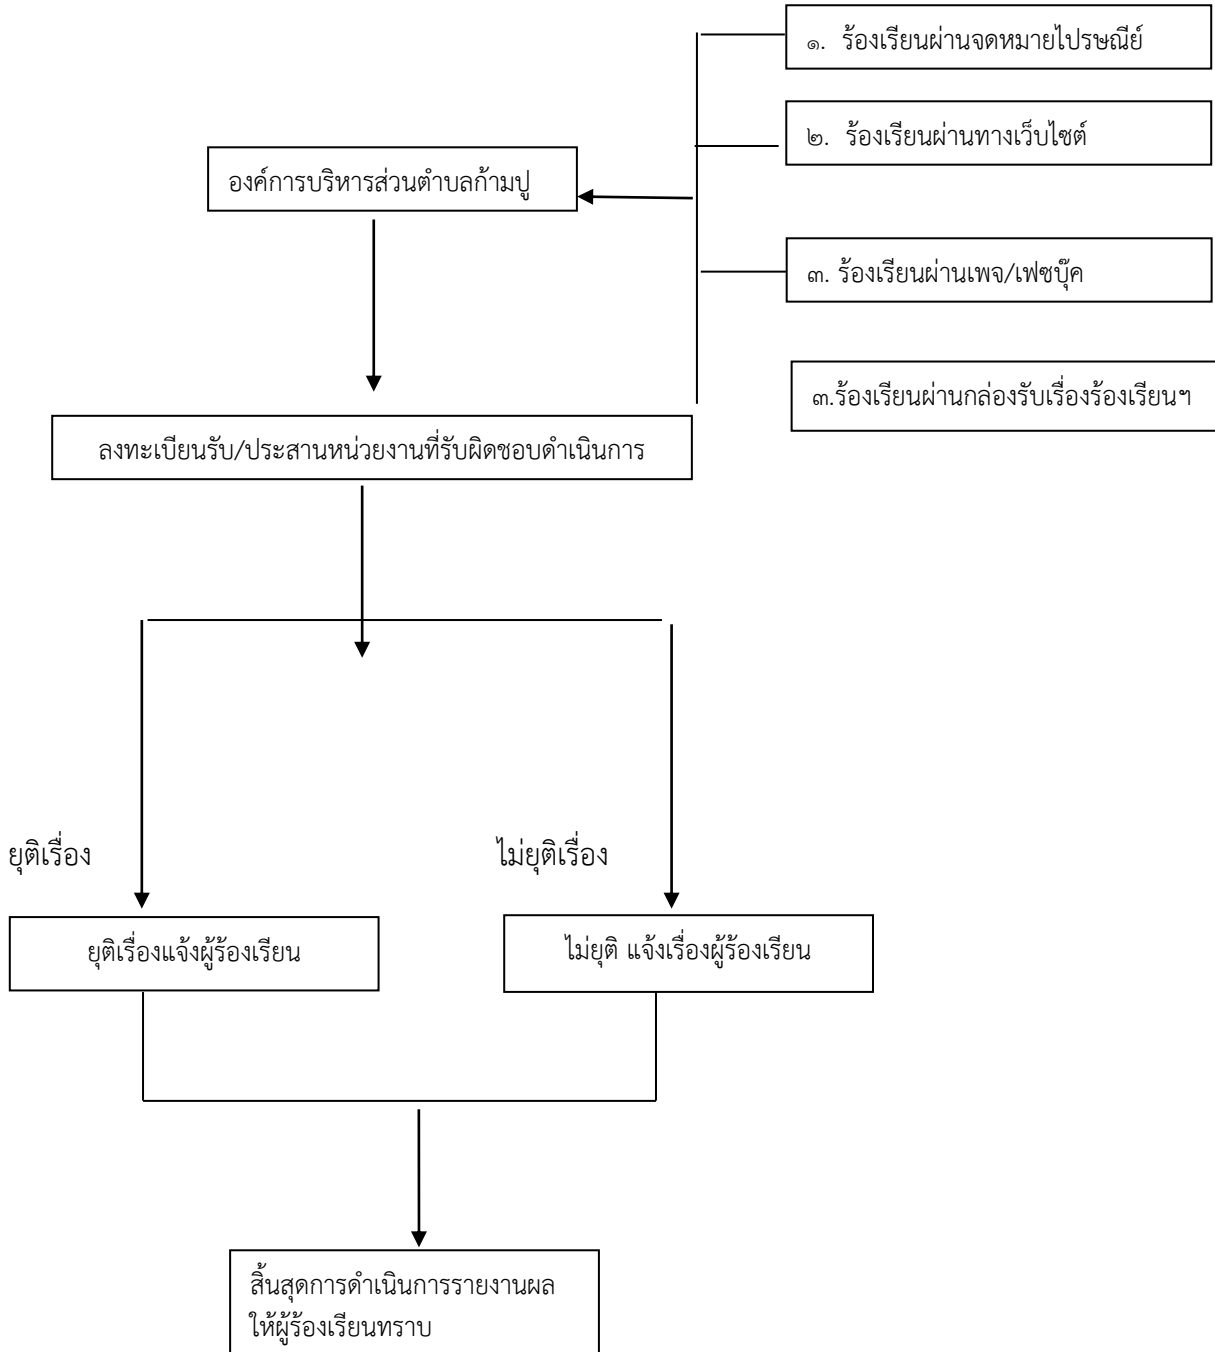 ๑. ร้องเรียนผ่านจดหมายไปรษณีย์
๒. ร้องเรียนผ่านทางเว็บไซต์
องค์การบริหารส่วนตำบลก้ามปู
๓. ร้องเรียนผ่านเพจ/เฟซบุ๊ค
๓.ร้องเรียนผ่านกล่องรับเรื่องร้องเรียนฯ
ลงทะเบียนรับ/ประสานหน่วยงานที่รับผิดชอบดำเนินการ
ยุติเรื่อง
ไม่ยุติเรื่อง
ยุติเรื่องแจ้งผู้ร้องเรียน
ไม่ยุติ แจ้งเรื่องผู้ร้องเรียน
สิ้นสุดการดำเนินการรายงานผล
ให้ผู้ร้องเรียนทราบ